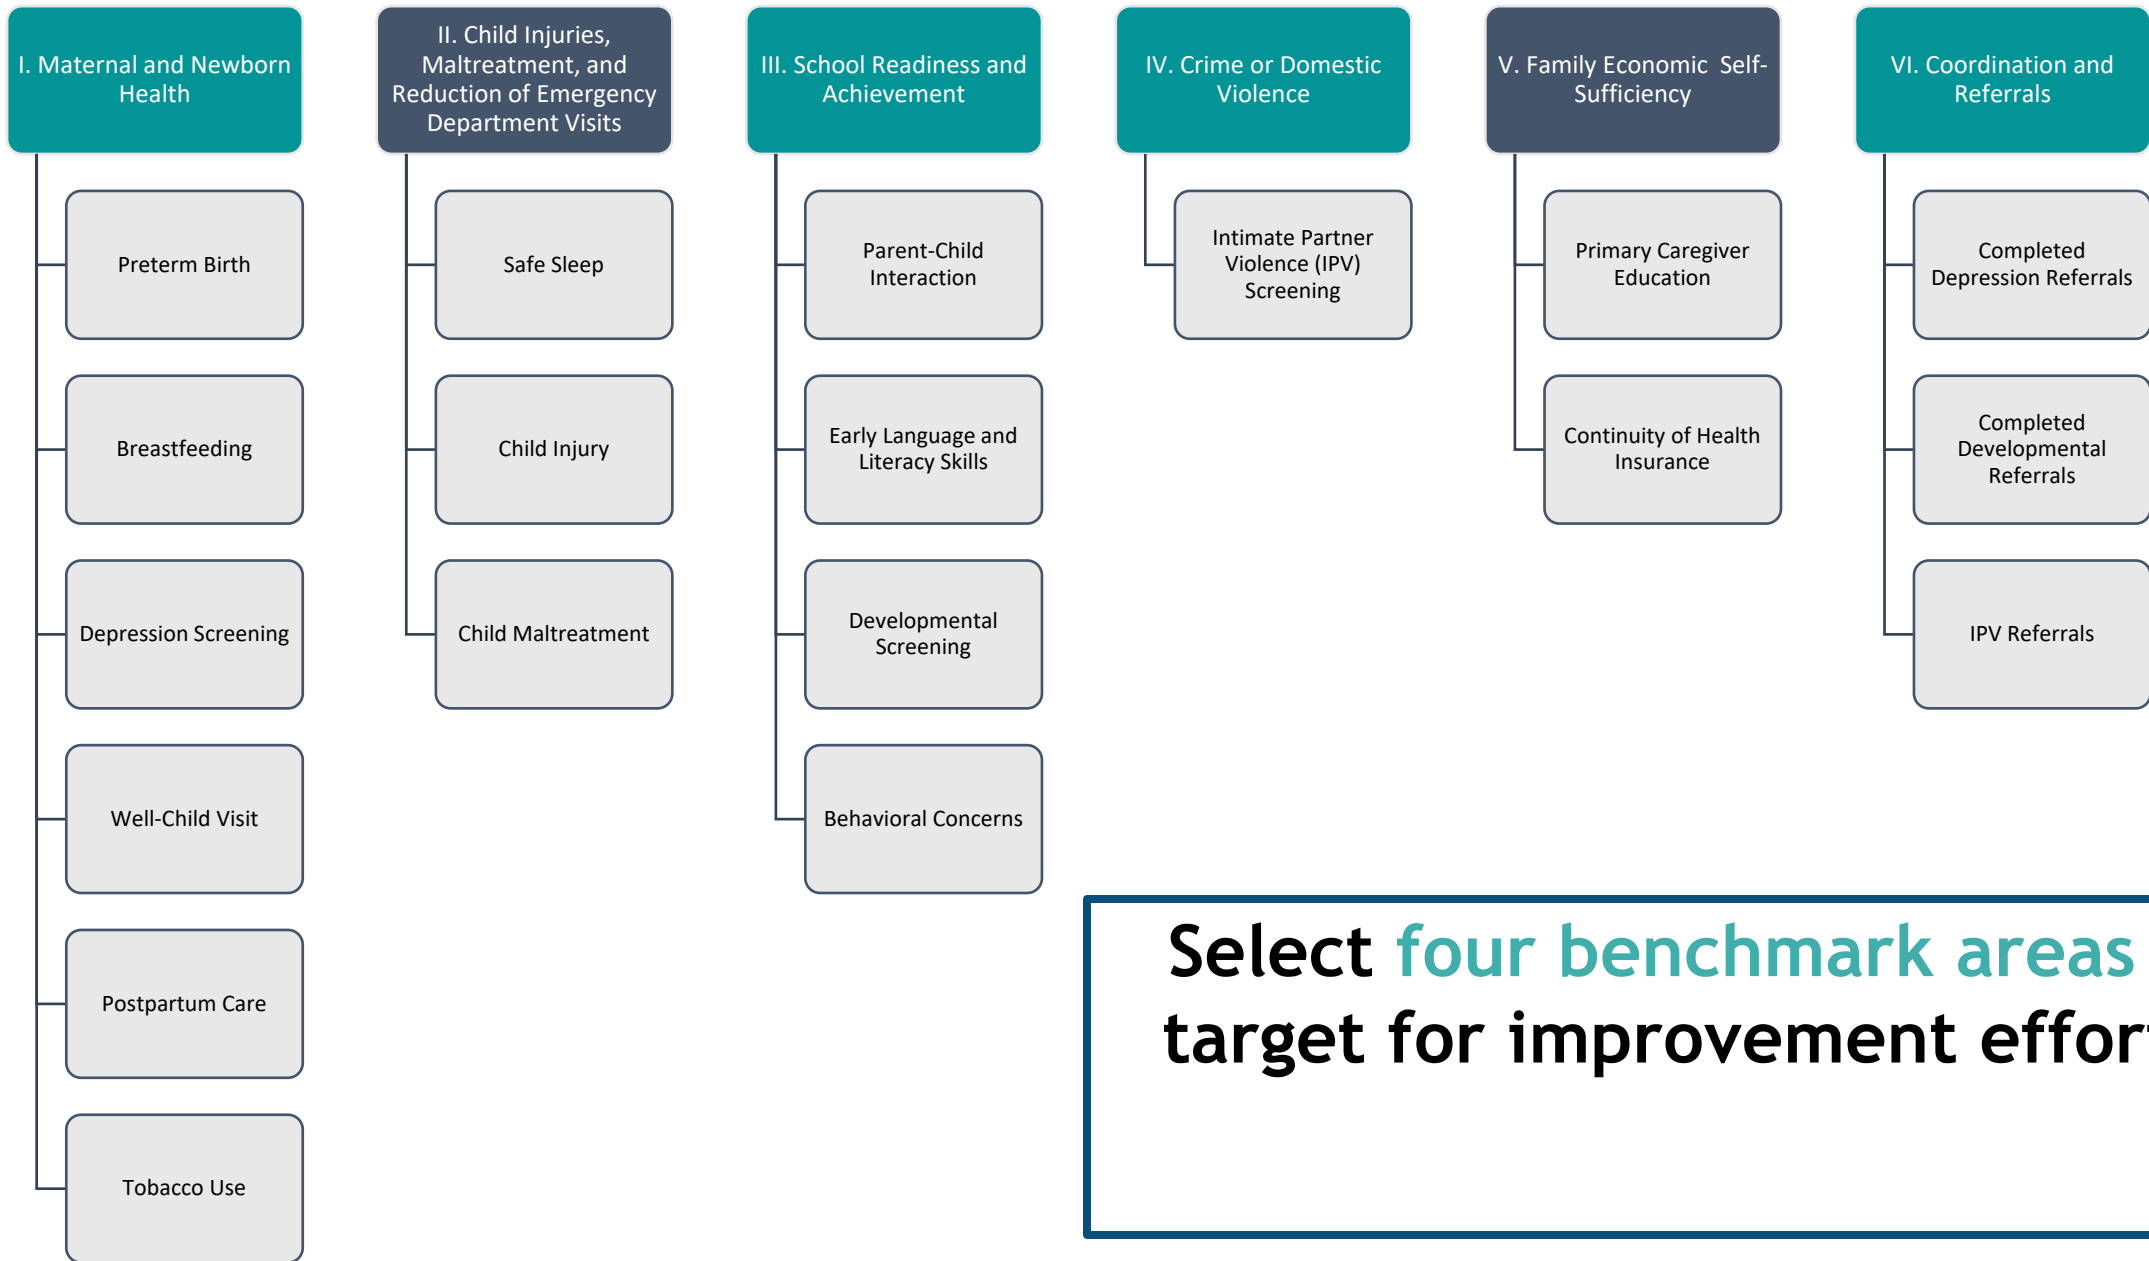 I. Maternal and Newborn
Health
Preterm Birth
Breastfeeding
Depression Screening
Well-Child Visit
Postpartum Care
Tobacco Use
II. Child Injuries,
Maltreatment, and
Reduction of Emergency
Department Visits
Safe Sleep
Child Injury
Child Maltreatment
III. School Readiness and
Achievement
Parent-Child
Interaction
Early Language and
Literacy Skills
Developmental
Screening
Behavioral Concerns
IV. Crime or Domestic
Violence
Intimate Partner
Violence (IPV)
Screening
V. Family Economic Self-
Sufficiency
Primary Caregiver
Education
Continuity of Health
Insurance
VI. Coordination and
Referrals
Completed
Depression Referrals
Completed
Developmental
Referrals
IPV Referrals
Select four benchmark areas
target for improvement